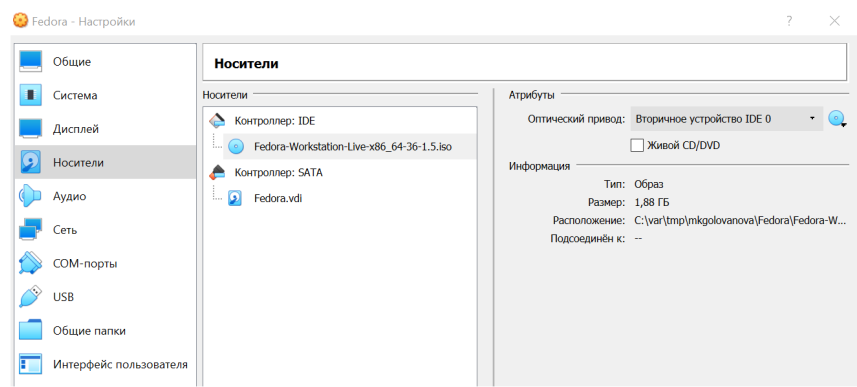 Fedora - Настройки
?
Общие
Система
Дисплей
Носители
Аудио
Сеть
COM-порты
USB
Общие папки
Интерфейс пользователя
Носители
Носители
Контроллер: IDE
Fedora-Workstation-Live-x86_64-36-1.5.iso
Контроллер: SATA
Fedora.vdi
Атрибуты
Оптический привод: Вторичное устройство IDE 0
Живой CD/DVD
Информация
Тип: Образ
Размер: 1,88 ГБ
Расположение: C:\var\tmp\mkgolovanova\Fedora\Fedora-W...
Подсоединён к: --